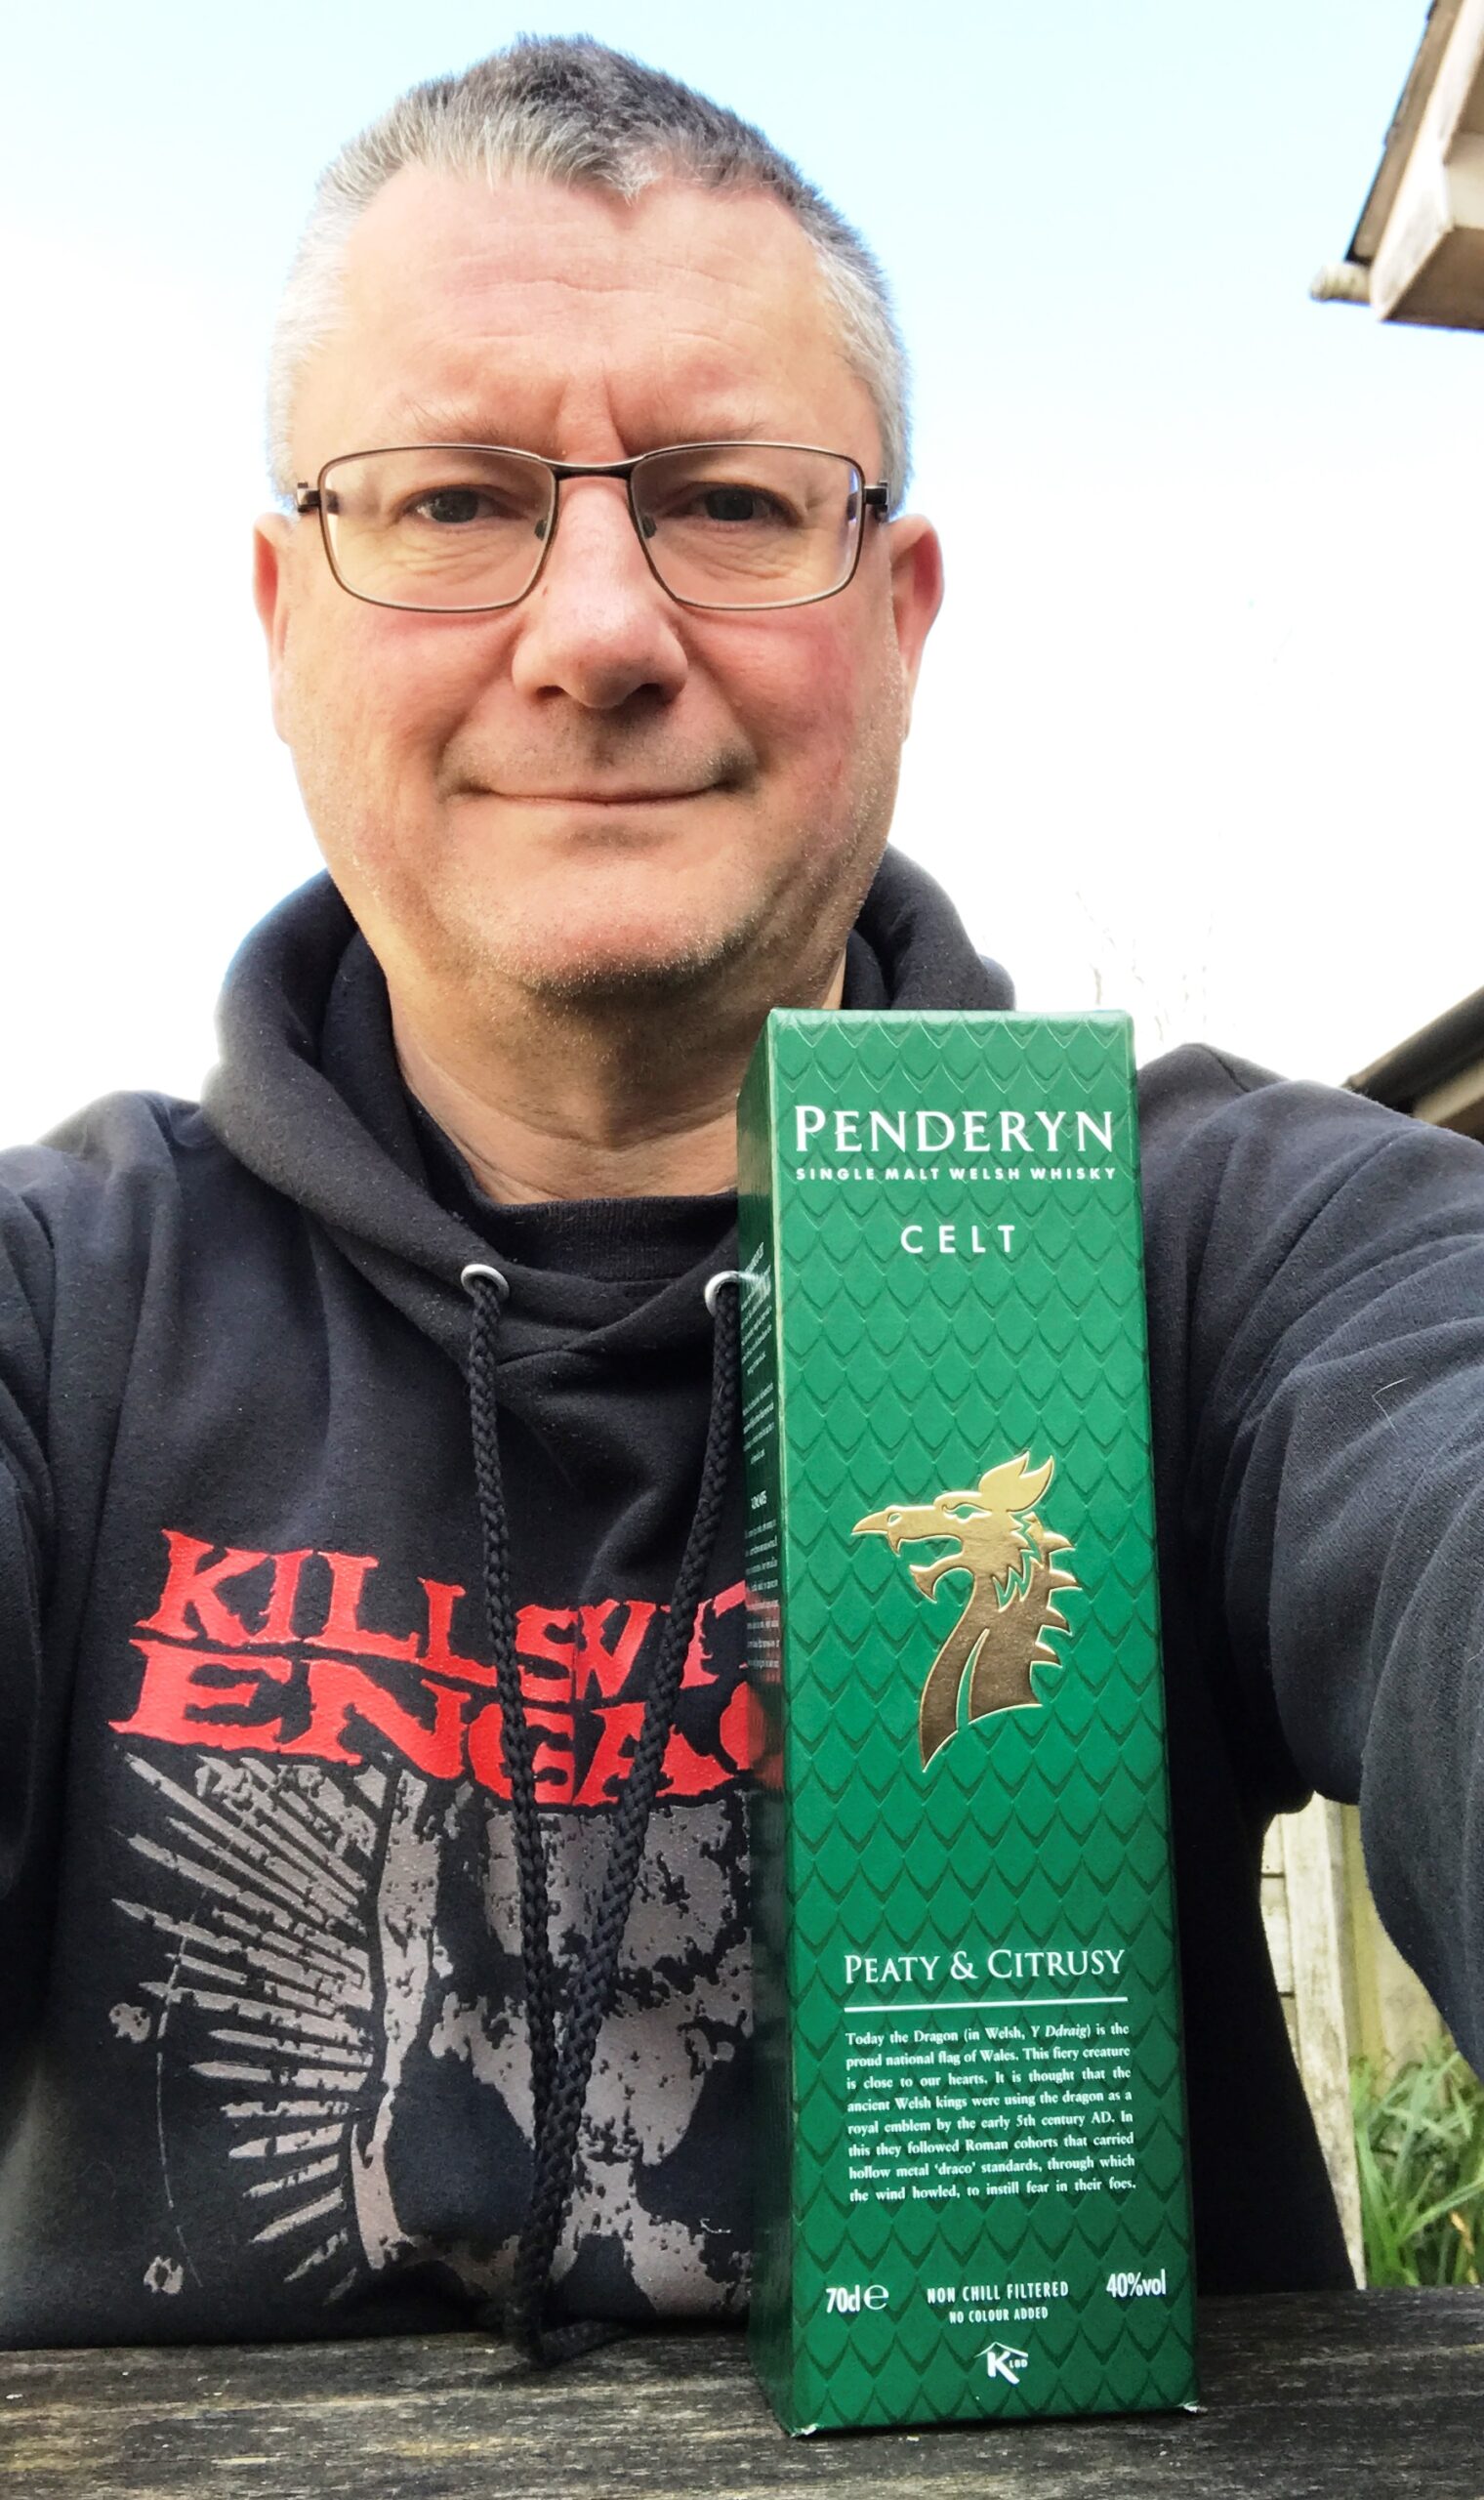 PENDERYN
SINGLE MALT WELSH WHISKY
CELT
KILLSWIT
ENGAG
PEATY & CITRUSY
Today the Dragon (in Welsh, Y Ddraig) is the
proud national flag of Wales. This fiery creature
is close to our hearts. It is thought that the
ancient Welsh kings were using the dragon as a
royal emblem by the early 5th century AD. In
this they followed Roman cohorts that carried
hollow metal ‘draco’ standards, through which
the wind howled, to instill fear in their foes.
70cl e
NON CHILL FILTERED
40%vol
NO COLOUR ADDED
K LBD